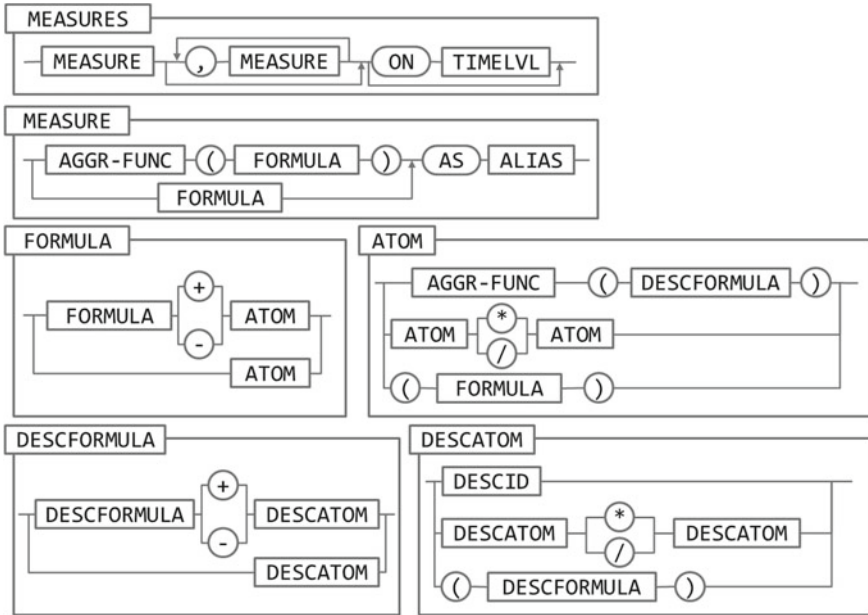 MEASURES
MEASURE , MEASURE ON TIMELVL
MEASURE
AGGR-FUNC ( FORMULA ) AS ALIAS
FORMULA
FORMULA
+
FORMULA ATOM
-
ATOM
ATOM
AGGR-FUNC ( DESCFORMULA )
*
ATOM ATOM
/
( FORMULA )
DESCFORMULA
+
DESCFORMULA DESCATOM
-
DESCATOM
DESCATOM
DESCID
*
DESCATOM DESCATOM
/
( DESCFORMULA )